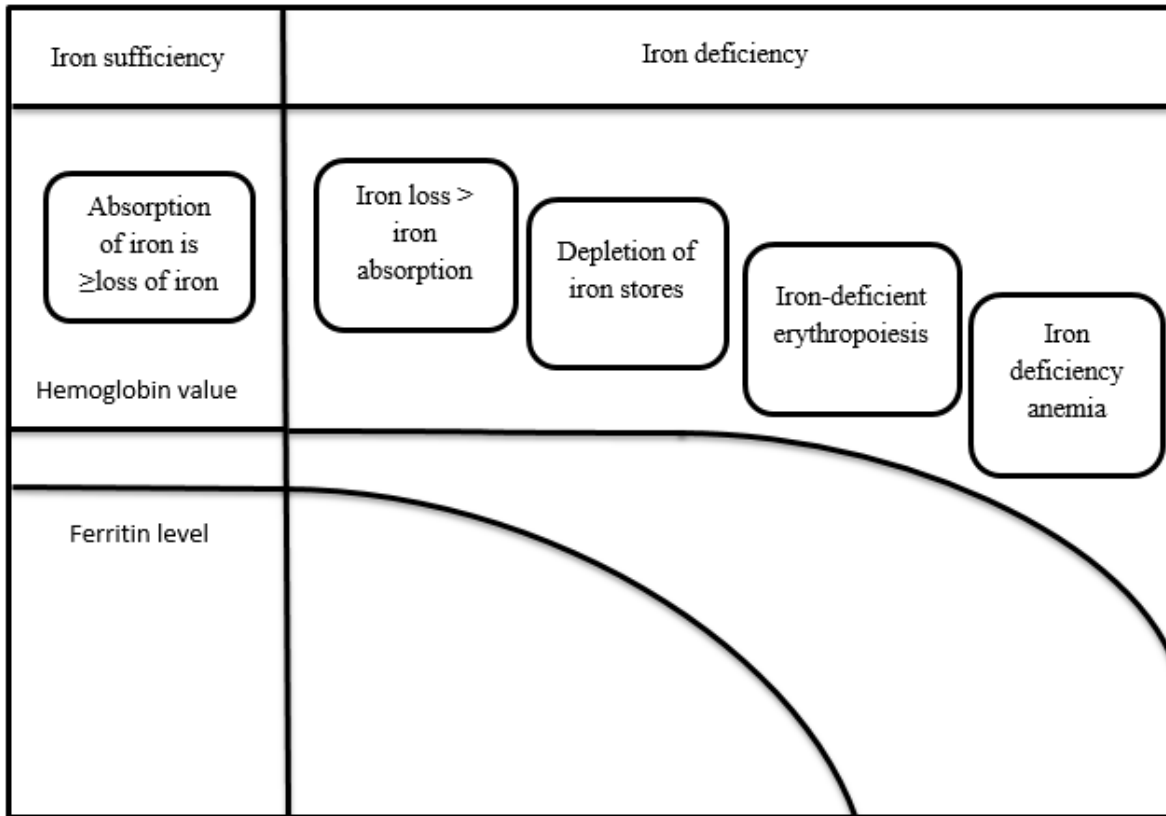 Iron sufficiency
Iron deficiency
Absorption
of iron is
≥loss of iron
Iron loss >
iron
absorption
Depletion of
iron stores
Iron-deficient
erythropoiesis
Iron
deficiency
anemia
Hemoglobin value
Ferritin level